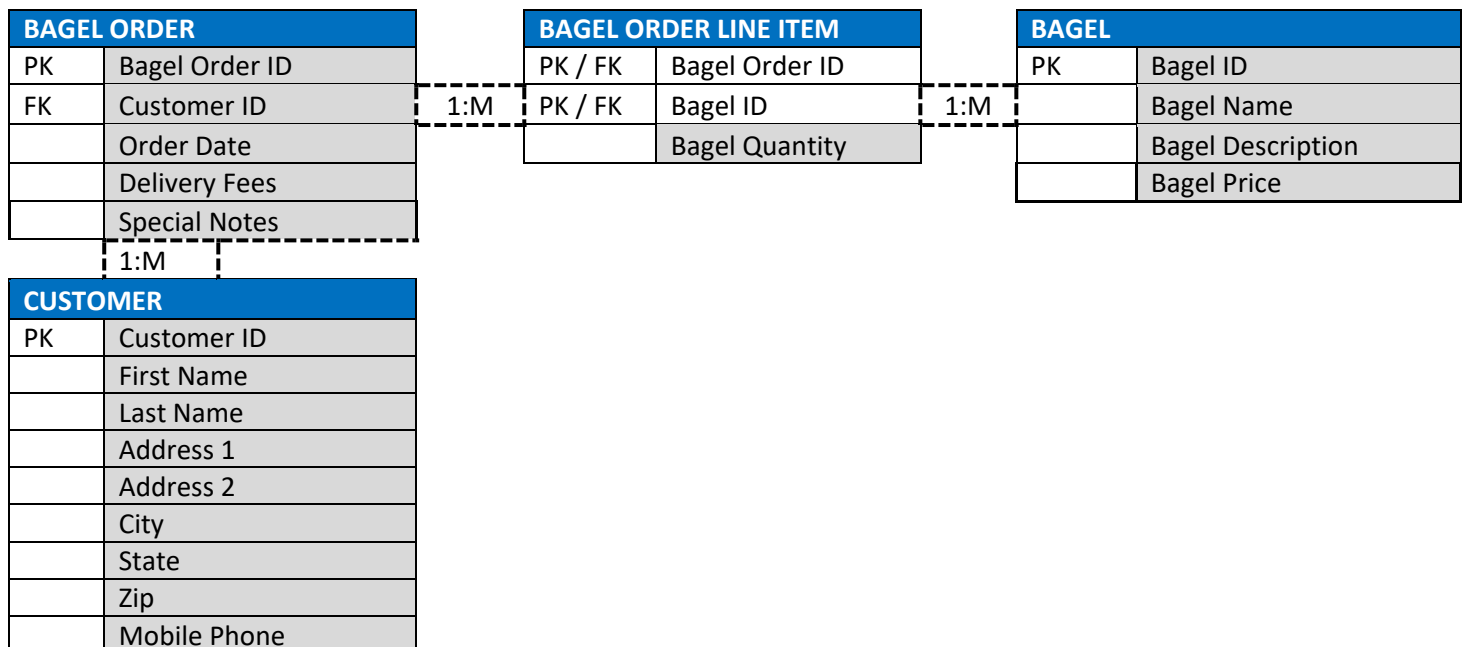 BAGEL ORDER BAGEL ORDER LINE ITEM BAGEL
PK Bagel Order ID PK / FK Bagel Order ID PK Bagel ID
FK Customer ID 1:M PK / FK Bagel ID 1:M Bagel Name
Order Date Bagel Quantity Bagel Description
Delivery Fees Bagel Price
Special Notes
1:M
CUSTOMER
PK Customer ID
First Name
Last Name
Address 1
Address 2
City
State
Zip
Mobile Phone